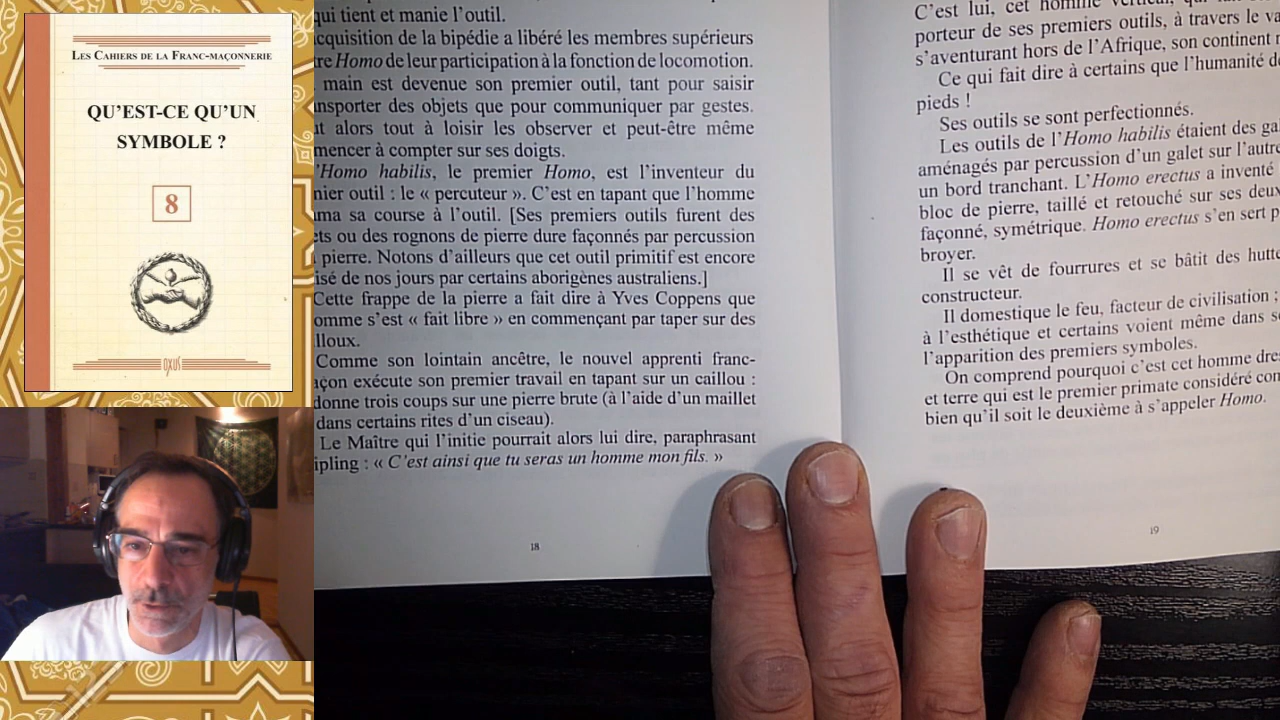 LES CAHIERS DE LA FRANC-MAÇONNERIE
QU'EST-CE QU'UN
SYMBOLE ?
8
OXUS
qui tient et manie l'outil.
cquisition de la bipédie a libéré les membres supérieurs
re Homo de leur participation à la fonction de locomotion.
main est devenue son premier outil, tant pour saisir
nsporter des objets que pour communiquer par gestes.
t alors tout à loisir les observer et peut-être même
mencer à compter sur ses doigts.
'Homo habilis, le premier Homo, est l'inventeur du
nier outil : le « percuteur ». C'est en tapant que l'homme
ma sa course à l'outil. [Ses premiers outils furent des
ets ou des rognons de pierre dure façonnés par percussion
pierre. Notons d'ailleurs que cet outil primitif est encore
isé de nos jours par certains aborigènes australiens.]
Cette frappe de la pierre a fait dire à Yves Coppens que
omme s'est « fait libre » en commençant par taper sur des
lloux.
Comme son lointain ancêtre, le nouvel apprenti franc-
açon exécute son premier travail en tapant sur un caillou :
donne trois coups sur une pierre brute (à l'aide d'un maillet
dans certains rites d'un ciseau).
Le Maître qui l'initie pourrait alors lui dire, paraphrasant
ipling : « C'est ainsi que tu seras un homme mon fils. »
18
C'est lui, cet homme vertical, qui
porteur de ses premiers outils, à travers le va
s'aventurant hors de l'Afrique, son continent
Ce qui fait dire à certains que l'humanité de
pieds !
Ses outils se sont perfectionnés.
Les outils de l'Homo habilis étaient des ga
aménagés par percussion d'un galet sur l'autre
un bord tranchant. L'Homo erectus a inventé
bloc de pierre, taillé et retouché sur ses deux
façonné, symétrique. Homo erectus s'en sert p
broyer.
Il se vêt de fourrures et se bâtit des hutte
constructeur.
Il domestique le feu, facteur de civilisation ;
à l'esthétique et certains voient même dans se
l'apparition des premiers symboles.
On comprend pourquoi c'est cet homme dres
et terre qui est le premier primate considéré com
bien qu'il soit le deuxième à s'appeler Homo.
19